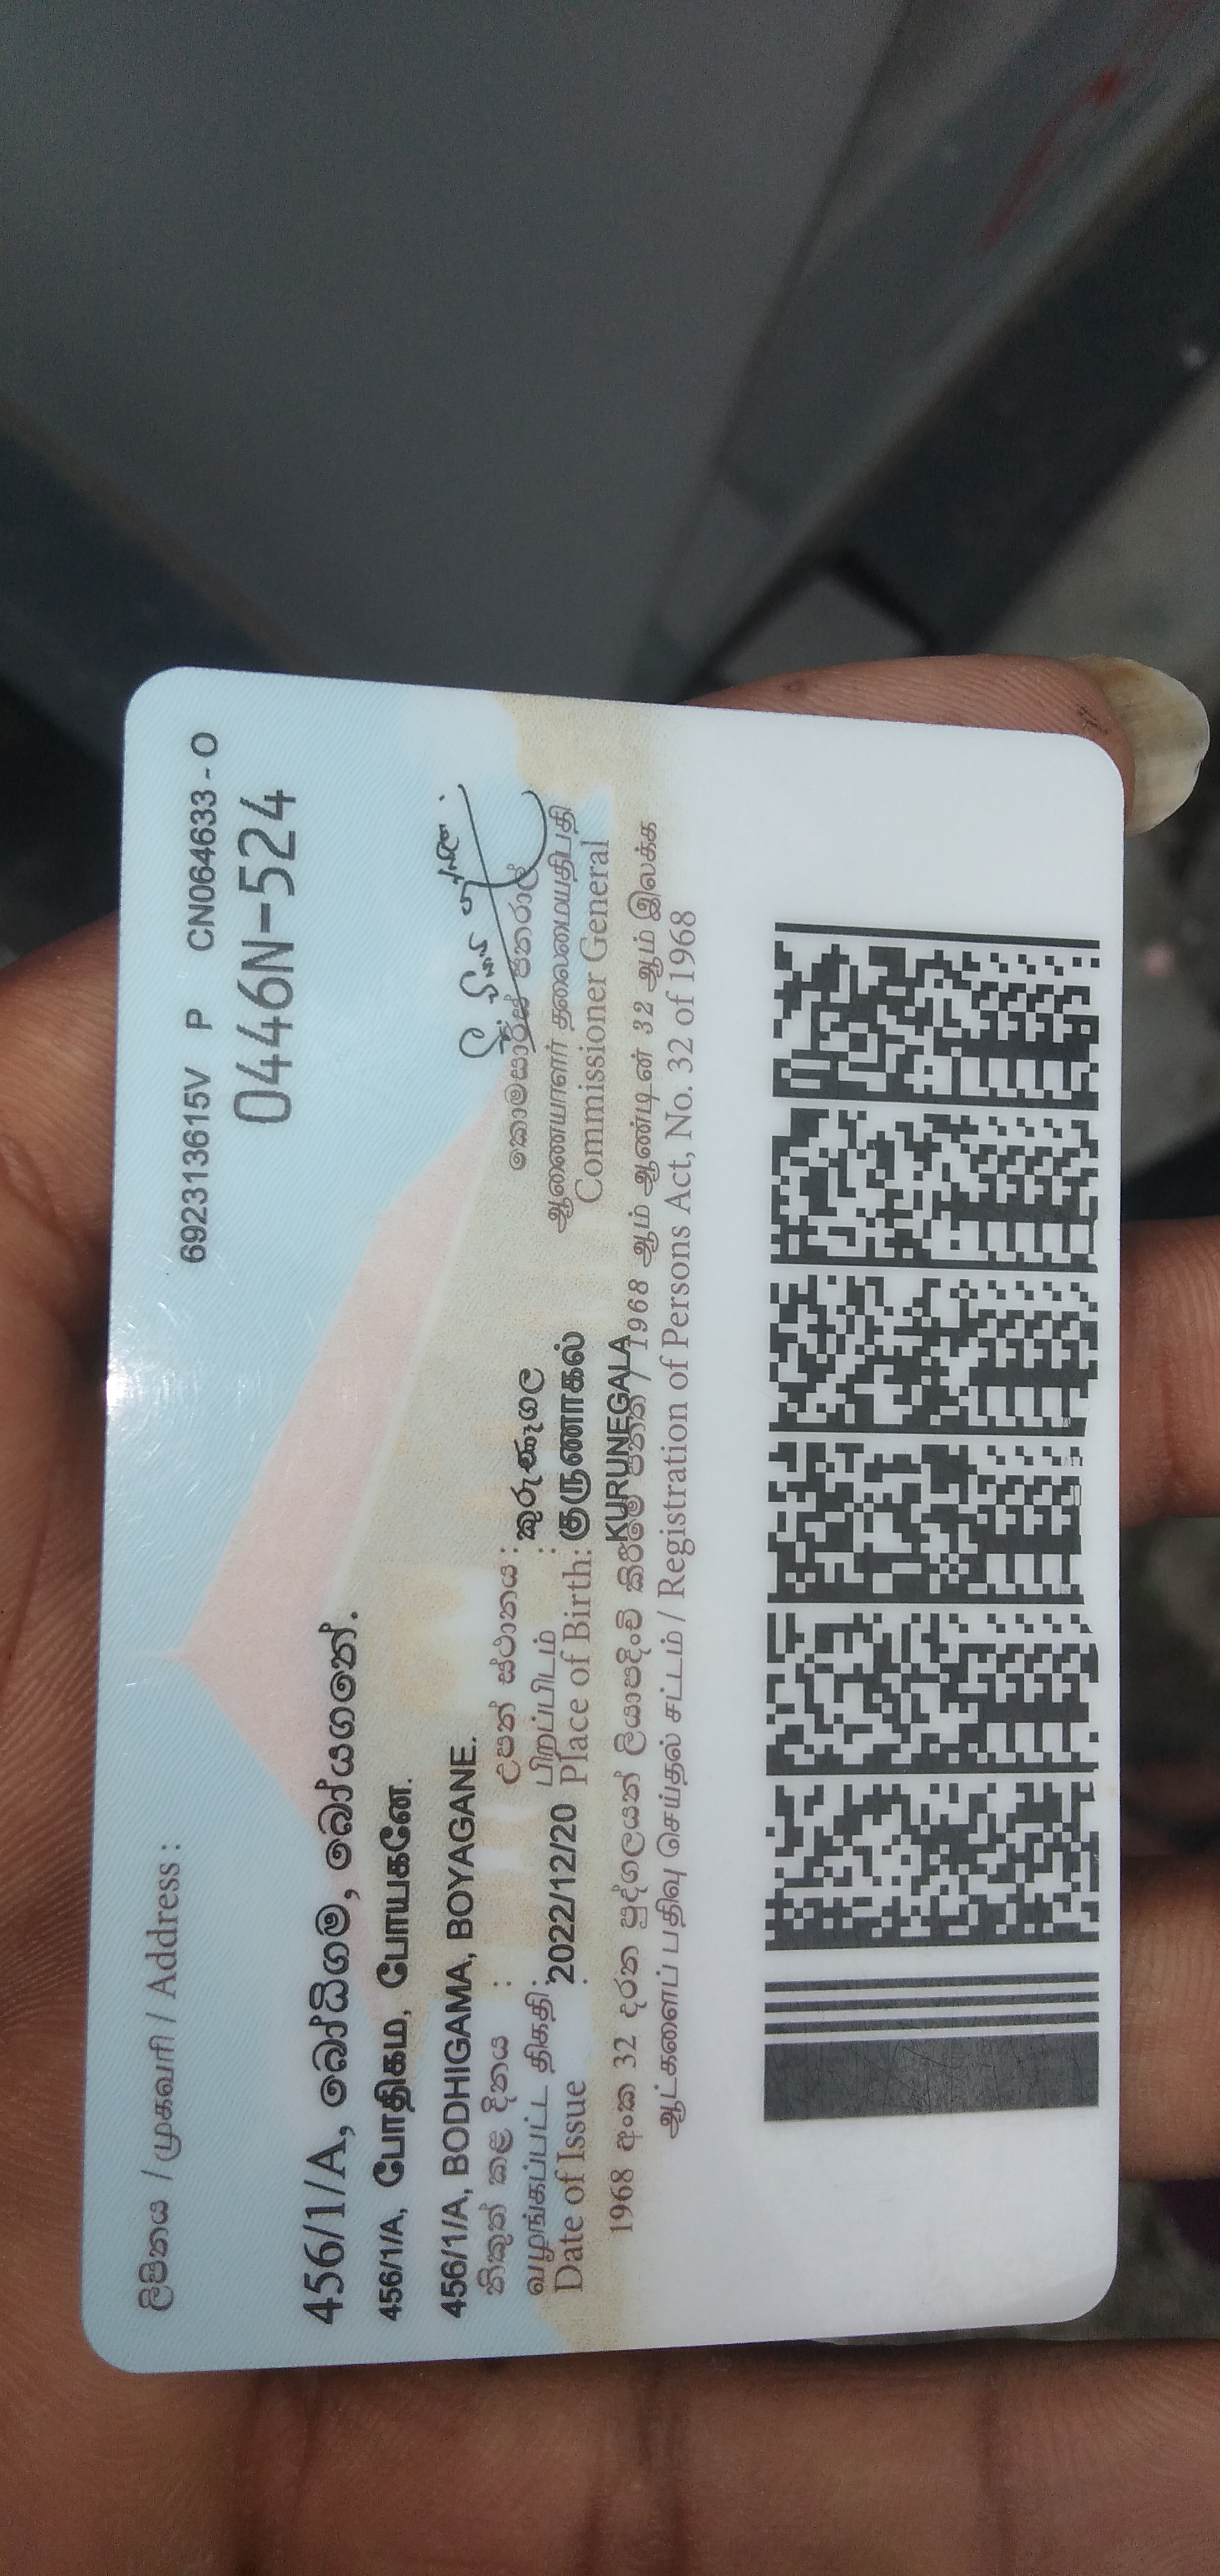 ලිපිනය / முகவரி / Address :
692313615V P CN064633 - O
0446N-524
456/1/A, බෝධිගම, බෝයගනේ.
456/1/A, போதிகம, போயகனே.
456/1/A, BODHIGAMA, BOYAGANE.
නිකුත් කළ දිනය :
வழங்கப்பட்ட திகதி :
Date of Issue : 2022/12/20
උපන් ස්ථානය : කුරුණෑගල
பிறப்பிடம் : குருணாகல்
Place of Birth: KURUNEGALA
කොමසාරිස් ජනරාල්
ஆணையாளர் தலைமையதிபதி
Commissioner General
1968 අංක 32 දරන පුද්ගලයන් ලියාපදිංචි කිරීමේ පනත / 1968 ஆம் ஆண்டின் 32 ஆம் இலக்க
ஆட்களைப் பதிவு செய்தல் சட்டம் / Registration of Persons Act, No. 32 of 1968